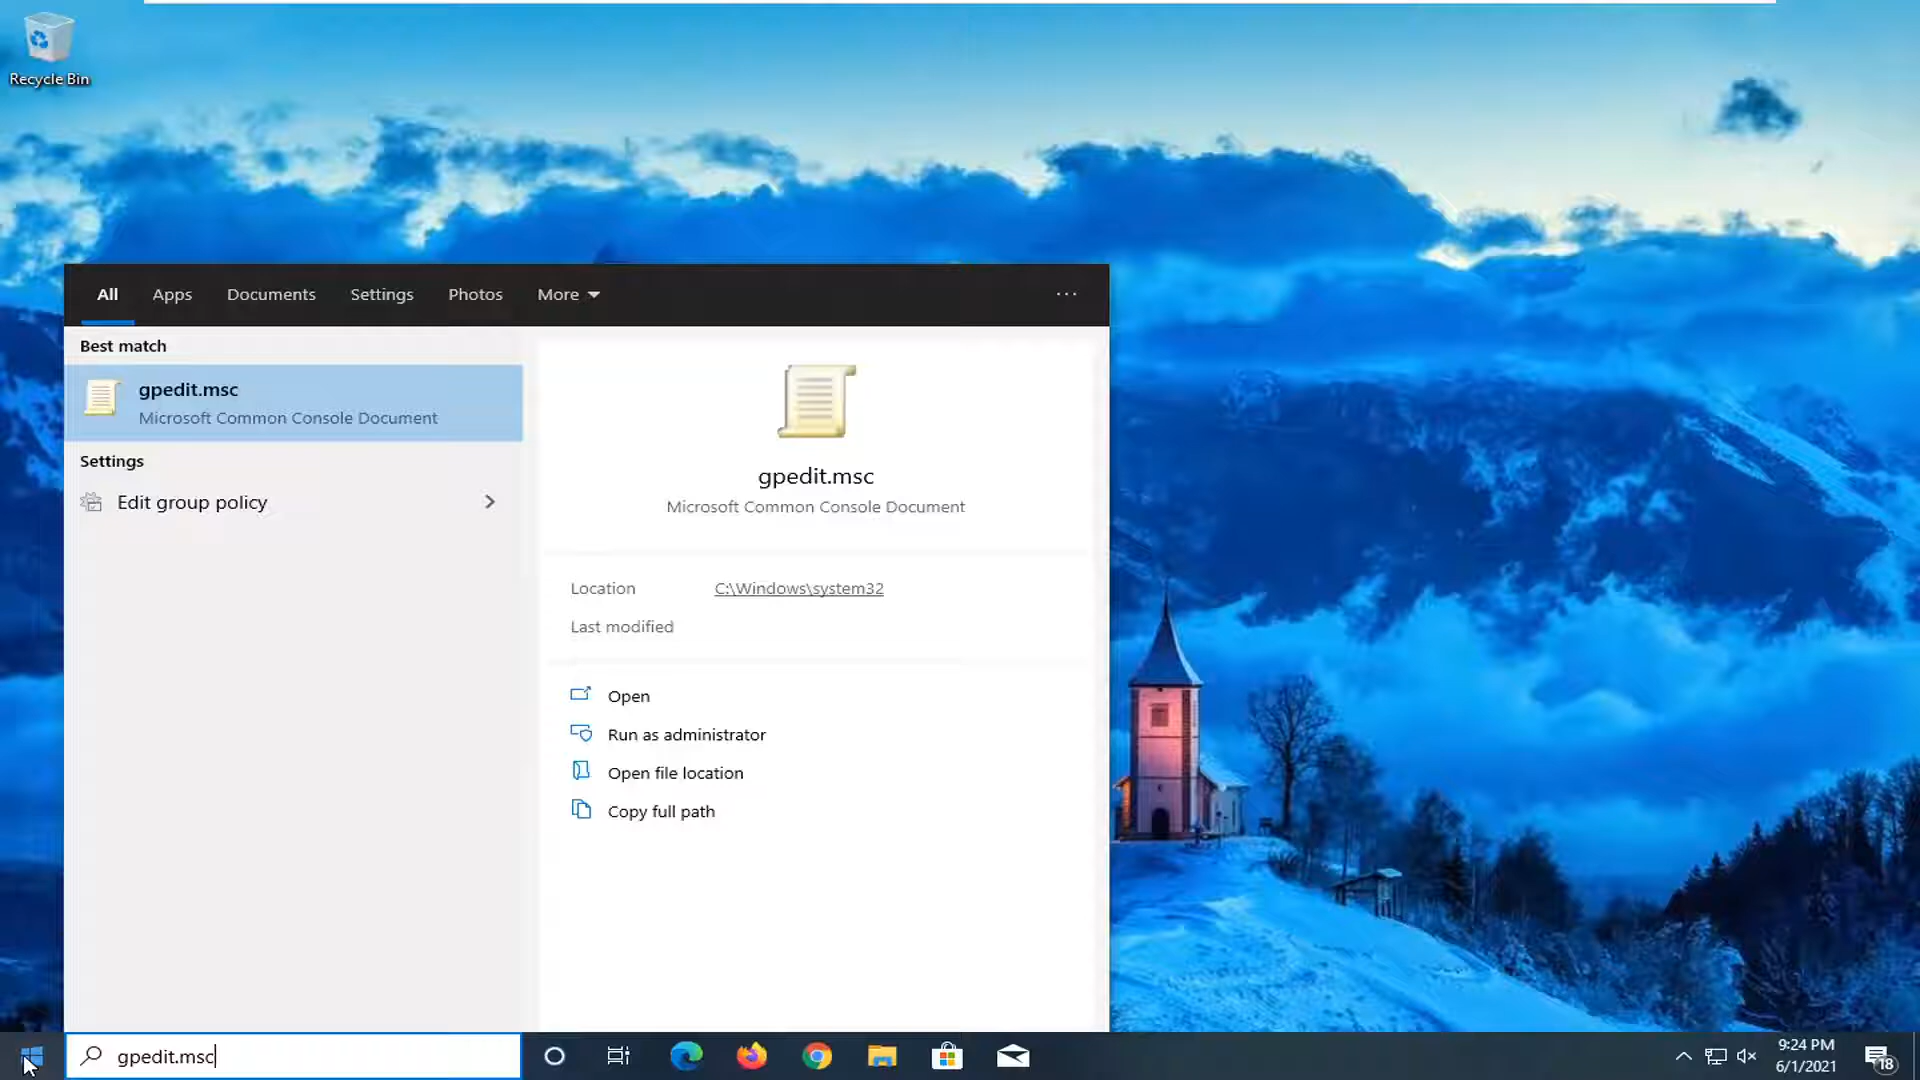 Recycle Bin
All Apps Documents Settings Photos More ...
Best match
gpedit.msc
Microsoft Common Console Document
Settings
Edit group policy
gpedit.msc
Microsoft Common Console Document
Location C:\Windows\system32
Last modified
Open
Run as administrator
Open file location
Copy full path
gpedit.msc
9:24 PM
6/1/2021
18